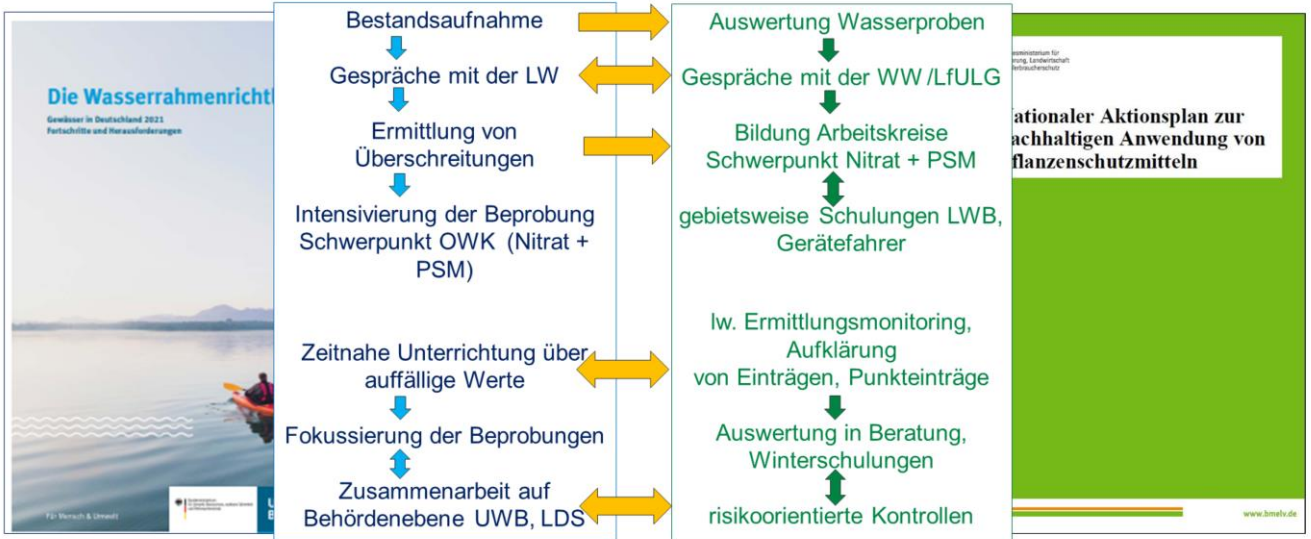 Die Wasserrahmenrichtl
Gewässer in Deutschland 2021
Fortschritte und Herausforderungen
Für Mensch & Umwelt
Bestandsaufnahme
Gespräche mit der LW
Ermittlung von
Überschreitungen
Intensivierung der Beprobung
Schwerpunkt OWK (Nitrat +
PSM)
Zeitnahe Unterrichtung über
auffällige Werte
Fokussierung der Beprobungen
Zusammenarbeit auf
Behördenebene UWB, LDS
Auswertung Wasserproben
Gespräche mit der WW /LfULG
Bildung Arbeitskreise
Schwerpunkt Nitrat + PSM
gebietsweise Schulungen LWB,
Gerätefahrer
lw. Ermittlungsmonitoring,
Aufklärung
von Einträgen, Punkteinträge
Auswertung in Beratung,
Winterschulungen
risikoorientierte Kontrollen
ationaler Aktionsplan zur
achhaltigen Anwendung von
flanzenschutzmitteln
www.bmelv.de